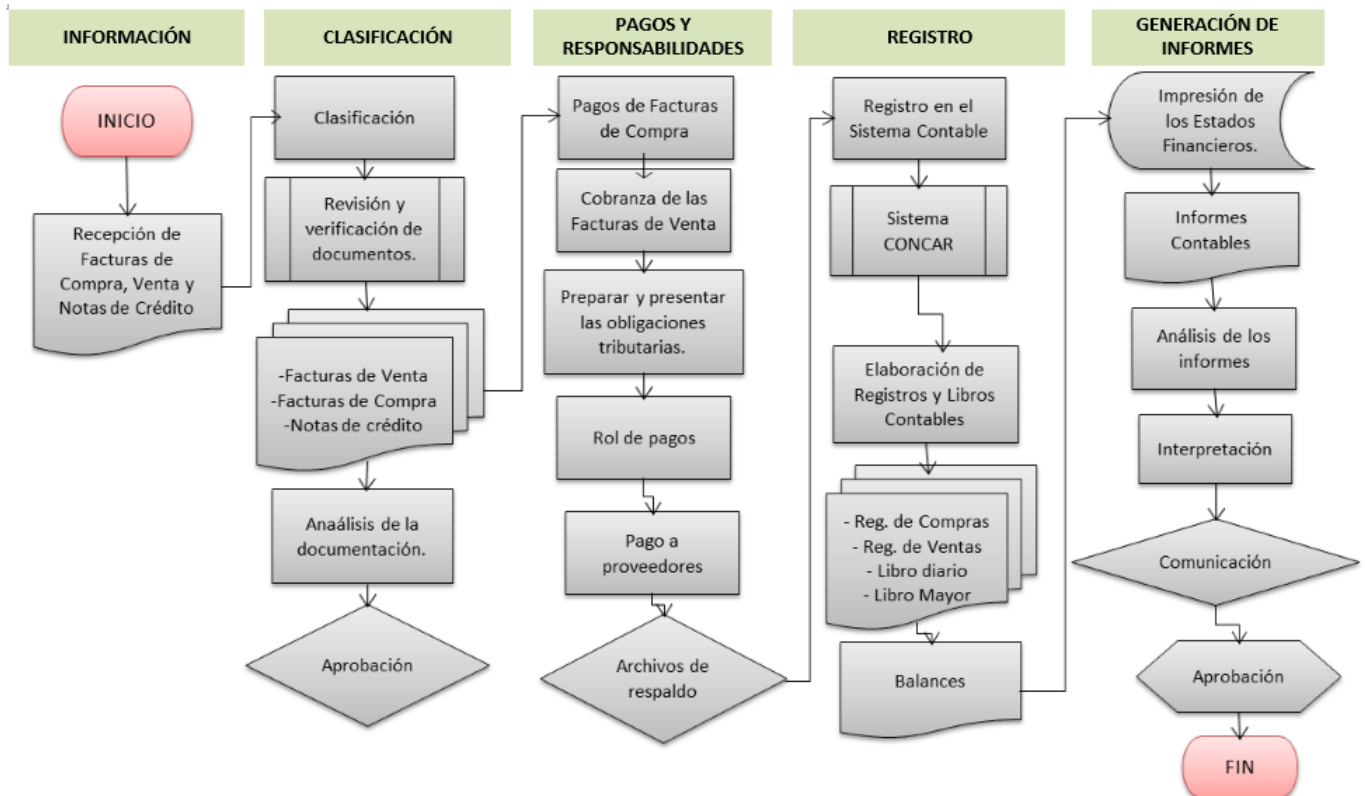 INFORMACIÓN
INICIO
Recepción de
Facturas de
Compra, Venta y
Notas de Crédito
CLASIFICACIÓN
Clasificación
Revisión y
verificación de
documentos.
-Facturas de Venta
-Facturas de Compra
-Notas de crédito
Anaálisis de la
documentación.
Aprobación
PAGOS Y
RESPONSABILIDADES
Pagos de Facturas
de Compra
Cobranza de las
Facturas de Venta
Preparar y presentar
las obligaciones
tributarias.
Rol de pagos
Pago a
proveedores
Archivos de
respaldo
REGISTRO
Registro en el
Sistema Contable
Sistema
CONCAR
Elaboración de
Registros y Libros
Contables
- Reg. de Compras
- Reg. de Ventas
- Libro diario
- Libro Mayor
Balances
GENERACIÓN DE
INFORMES
Impresión de
los Estados
Financieros.
Informes
Contables
Análisis de los
informes
Interpretación
Comunicación
Aprobación
FIN